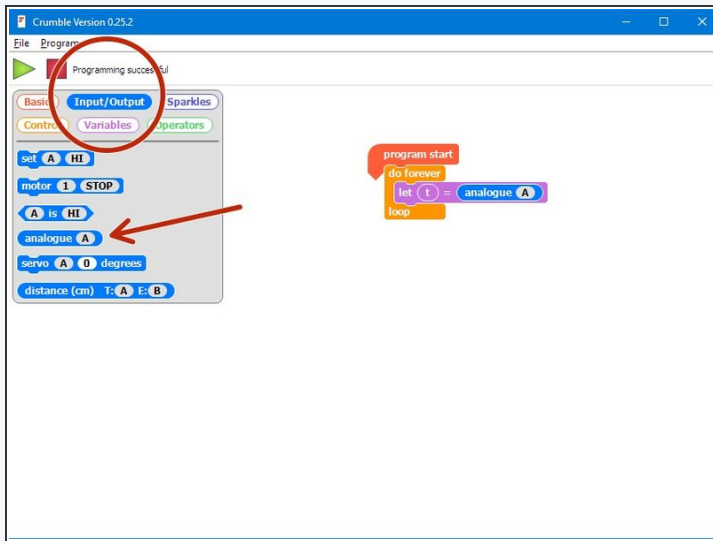 Crumble Version 0.25.2
File Program
Programming successful
Basic Input/Output Sparkles
Control Variables Operators
set A HI
motor 1 STOP
A is HI
analogue A
servo A 0 degrees
distance (cm) T: A E: B
program start
do forever
let t = analogue A
loop